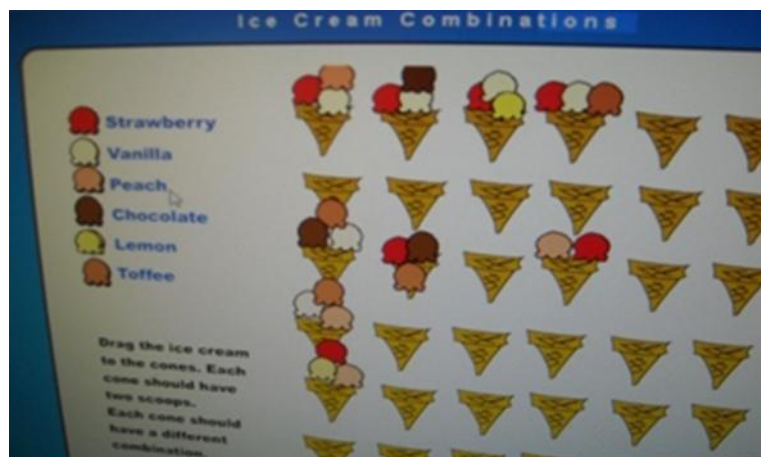 Ice Cream Combinations
Strawberry
Vanilla
Peach
Chocolate
Lemon
Toffee
Drag the ice cream
to the cones. Each
cone should have
two scoops.
Each cone should
have a different
combination.